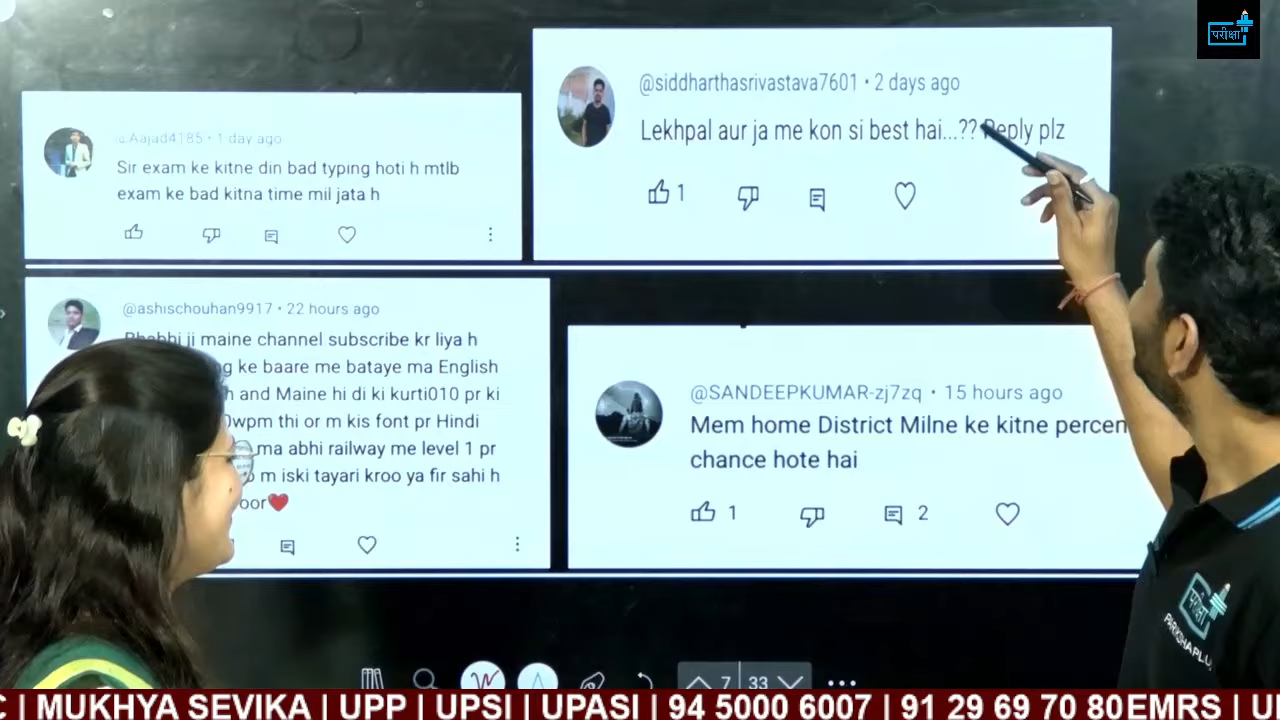 परीक्षा
@siddharthasrivastava7601 • 2 days ago
Lekhpal aur ja me kon si best hai...?? Reply plz
1
Aajad4185 • 1 day ago
Sir exam ke kitne din bad typing hoti h mtlb
exam ke bad kitna time mil jata h
@ashischouhan9917 • 22 hours ago
Bhabhi ji maine channel subscribe kr liya h
ke baare me bataye ma English
and Maine hi di ki kurti010 pr ki
wpm thi or m kis font pr Hindi
ma abhi railway me level 1 pr
m iski tayari kroo ya fir sahi h
❤️
@SANDEEPKUMAR-zj7zq • 15 hours ago
Mem home District Milne ke kitne percen
chance hote hai
1 2
परीक्षा
7 33
| MUKHYA SEVIKA | UPP | UPSI | UPASI | 94 5000 6007 | 91 29 69 70 80 EMRS |